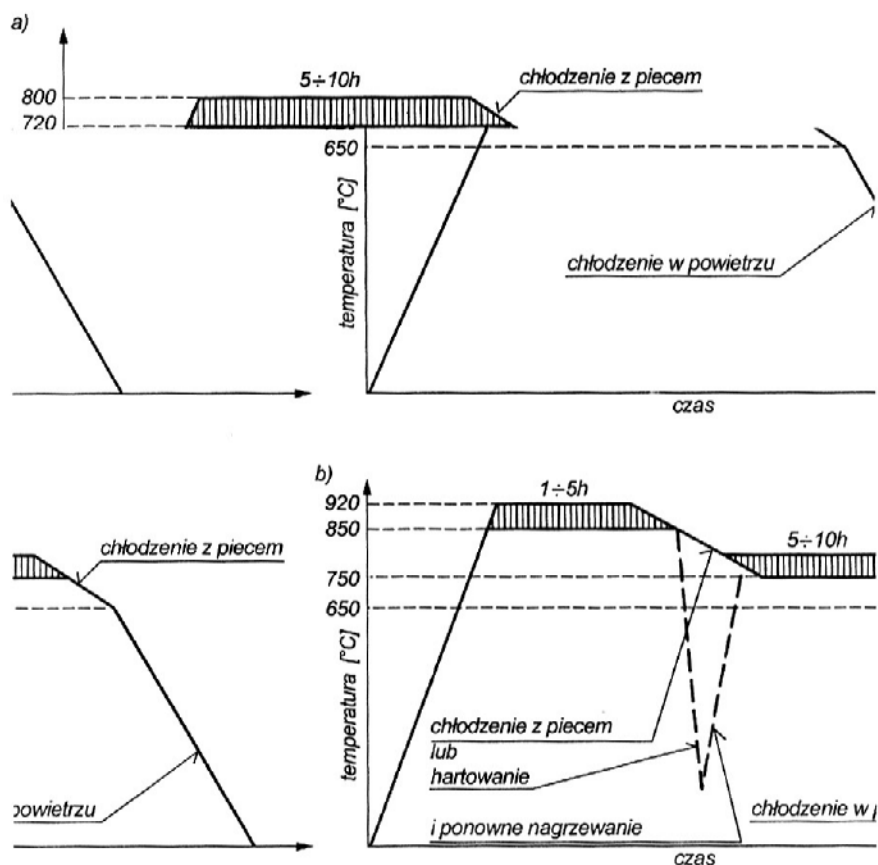 a)
5÷10h
chłodzenie z piecem
800
720
650
temperatura [°C]
chłodzenie w powietrzu
czas
b)
1÷5h
920
850
chłodzenie z piecem
5÷10h
750
650
temperatura [°C]
chłodzenie z piecem
lub
hartowanie
powietrzu
chłodzenie w p
i ponowne nagrzewanie
czas